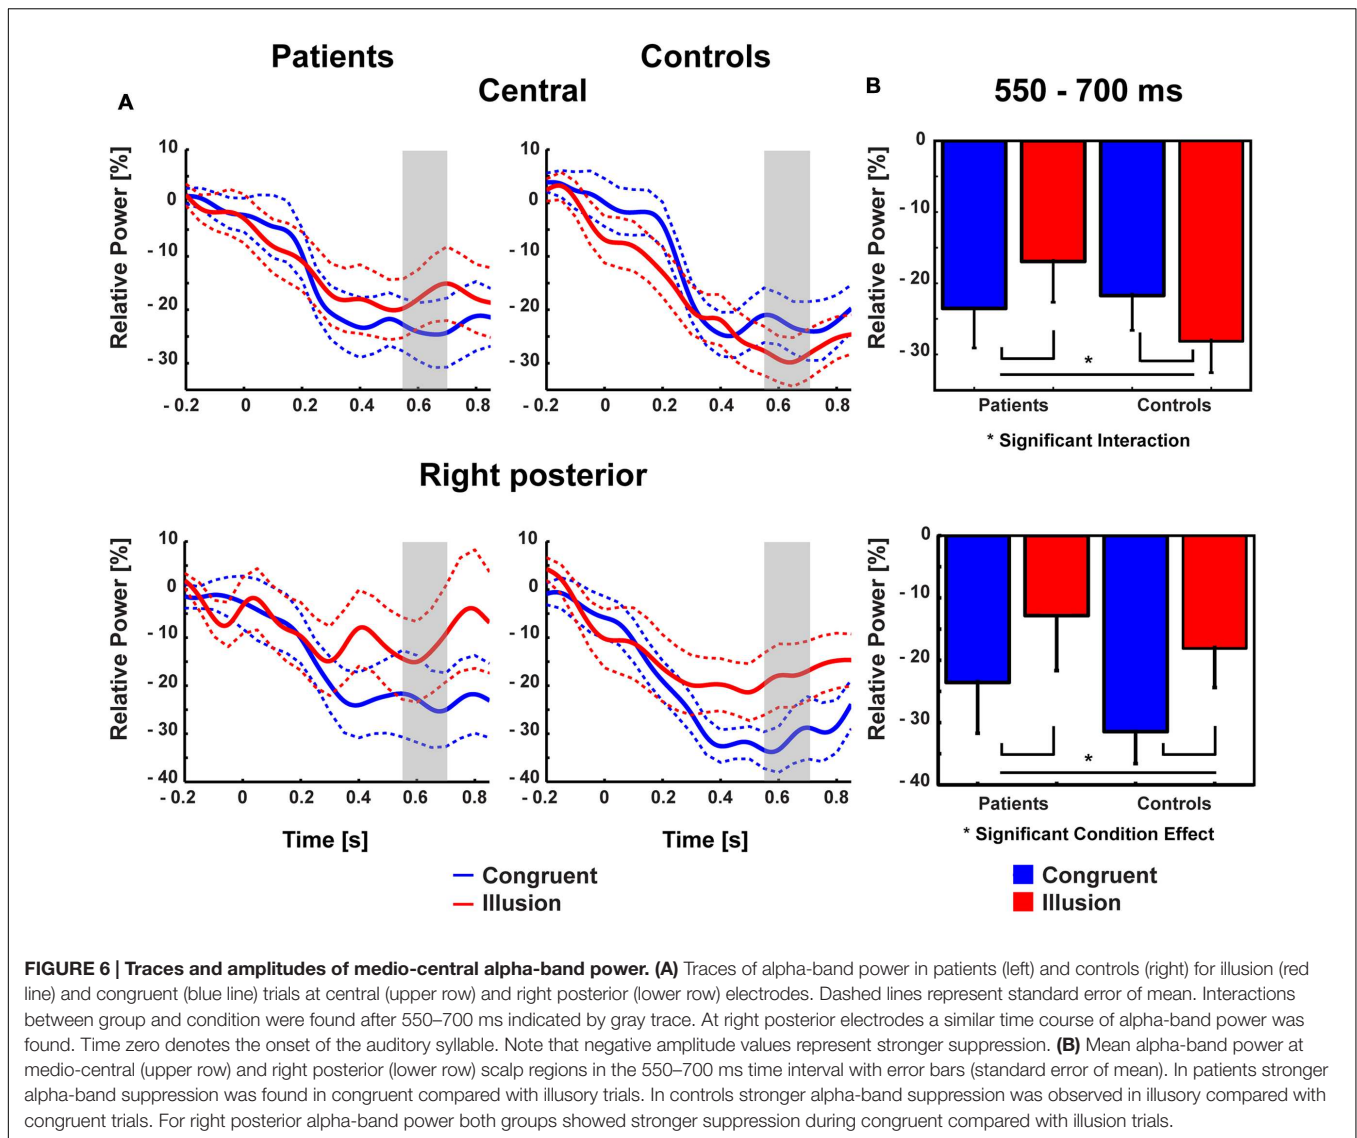 Patients
Controls
Central
A
B
550 - 700 ms
Relative Power [%]
10
0
- 10
- 20
- 30
- 0.2
0
0.2
0.4
0.6
0.8
Relative Power [%]
10
0
- 10
- 20
- 30
- 0.2
0
0.2
0.4
0.6
0.8
Relative Power [%]
0
- 10
- 20
- 30
*
Patients
Controls
* Significant Interaction
Right posterior
Relative Power [%]
10
0
- 10
- 20
- 30
- 40
- 0.2
0
0.2
0.4
0.6
0.8
Time [s]
Relative Power [%]
10
0
- 10
- 20
- 30
- 40
- 0.2
0
0.2
0.4
0.6
0.8
Time [s]
Relative Power [%]
0
- 10
- 20
- 30
- 40
*
Patients
Controls
* Significant Condition Effect
Congruent
Illusion
Congruent
Illusion
FIGURE 6 | Traces and amplitudes of medio-central alpha-band power. (A) Traces of alpha-band power in patients (left) and controls (right) for illusion (red
line) and congruent (blue line) trials at central (upper row) and right posterior (lower row) electrodes. Dashed lines represent standard error of mean. Interactions
between group and condition were found after 550–700 ms indicated by gray trace. At right posterior electrodes a similar time course of alpha-band power was
found. Time zero denotes the onset of the auditory syllable. Note that negative amplitude values represent stronger suppression. (B) Mean alpha-band power at
medio-central (upper row) and right posterior (lower row) scalp regions in the 550–700 ms time interval with error bars (standard error of mean). In patients stronger
alpha-band suppression was found in congruent compared with illusory trials. In controls stronger alpha-band suppression was observed in illusory compared with
congruent trials. For right posterior alpha-band power both groups showed stronger suppression during congruent compared with illusion trials.